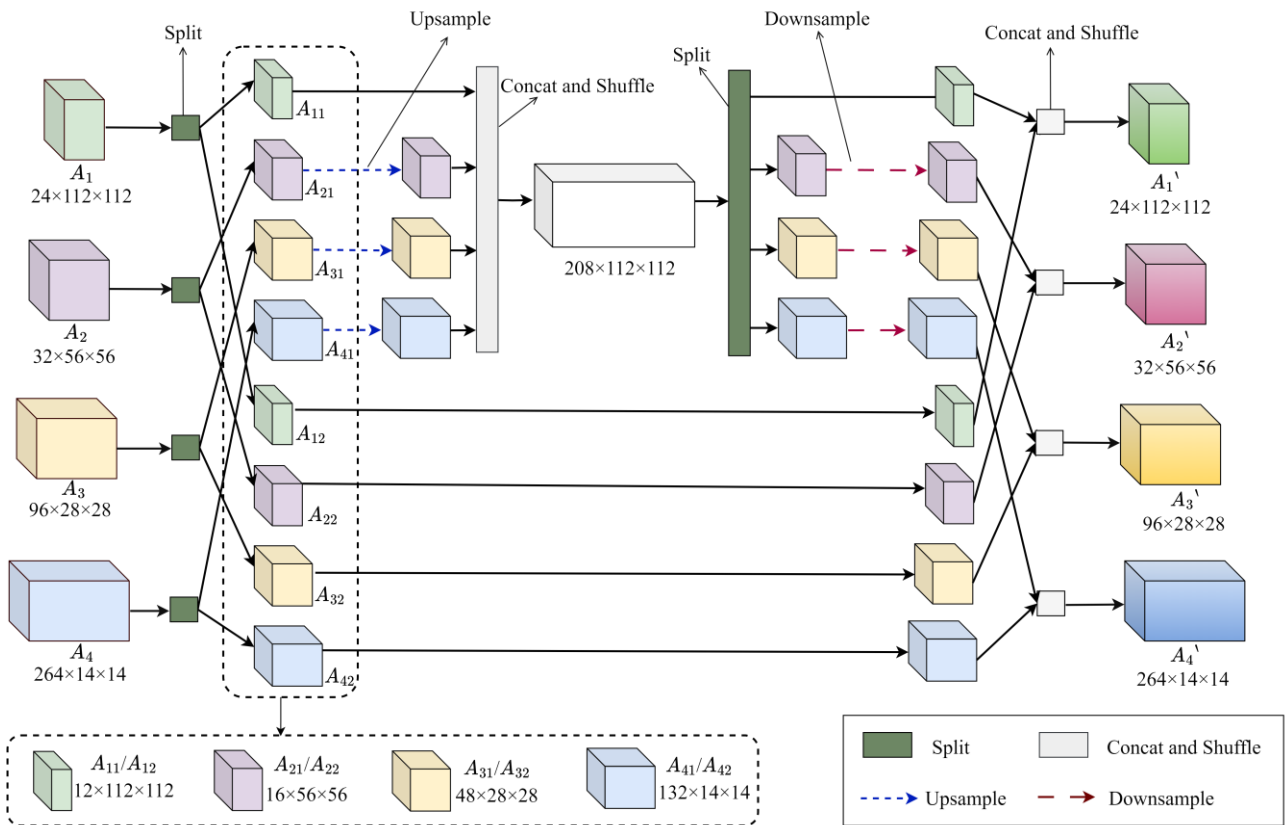 Upsample
Downsample
Split
Concat and Shuffle
Split
Concat and Shuffle
A₁₁
A₁
24×112×112
A₂₁
A₁`
24×112×112
A₃₁
208×112×112
A₂
32×56×56
A₄₁
A₂`
32×56×56
A₁₂
A₃
96×28×28
A₂₂
A₃`
96×28×28
A₃₂
A₄
264×14×14
A₄₂
A₄`
264×14×14
A₁₁/A₁₂
12×112×112
A₂₁/A₂₂
16×56×56
A₃₁/A₃₂
48×28×28
A₄₁/A₄₂
132×14×14
Split
Concat and Shuffle
Upsample
Downsample